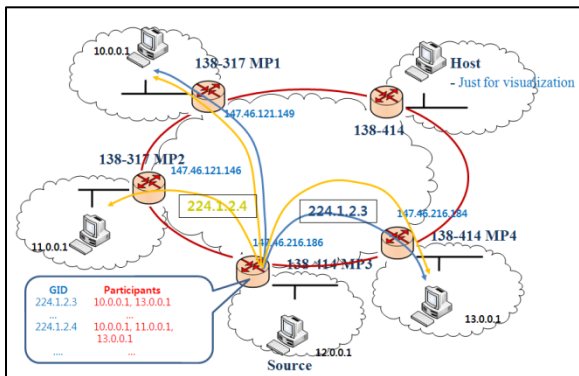 10.0.0.1
138-317 MP1
147.46.121.149
Host
- Just for visualization
138-414
138-317 MP2
147.46.121.146
224.1.2.4
224.1.2.3
147.46.216.184
11.0.0.1
147.46.216.186
138-414 MP4
138-414 MP3
GID Participants
224.1.2.3 10.0.0.1, 13.0.0.1
... ...
224.1.2.4 10.0.0.1, 11.0.0.1,
13.0.0.1
.... ...
13.0.0.1
12.0.0.1
Source